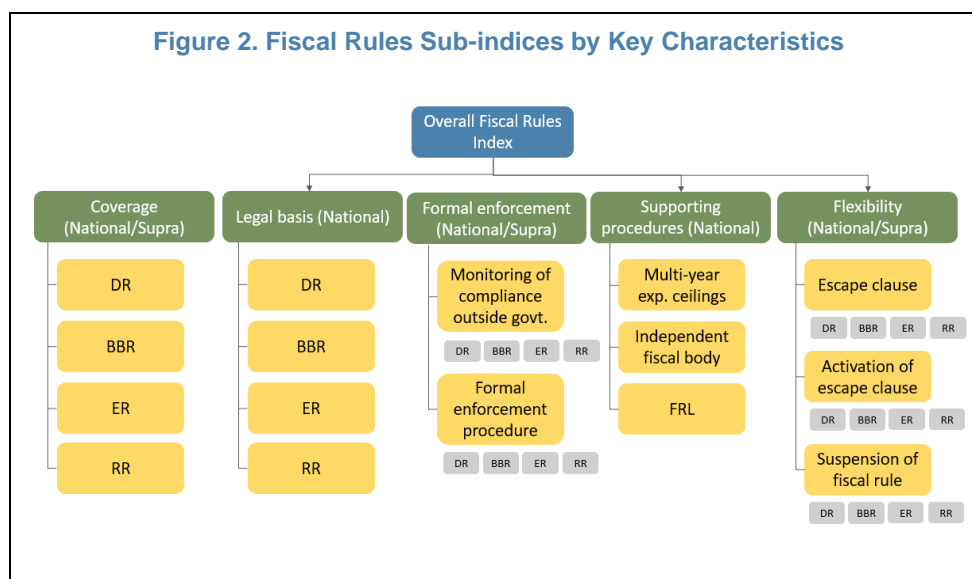 Figure 2. Fiscal Rules Sub-indices by Key Characteristics
Overall Fiscal Rules
Index
Coverage
(National/Supra)
DR
BBR
ER
RR
Legal basis (National)
DR
BBR
ER
RR
Formal enforcement
(National/Supra)
Monitoring of
compliance
outside govt.
DR BBR ER RR
Formal
enforcement
procedure
DR BBR ER RR
Supporting
procedures (National)
Multi-year
exp. ceilings
Independent
fiscal body
FRL
Flexibility
(National/Supra)
Escape clause
DR BBR ER RR
Activation of
escape clause
DR BBR ER RR
Suspension of
fiscal rule
DR BBR ER RR